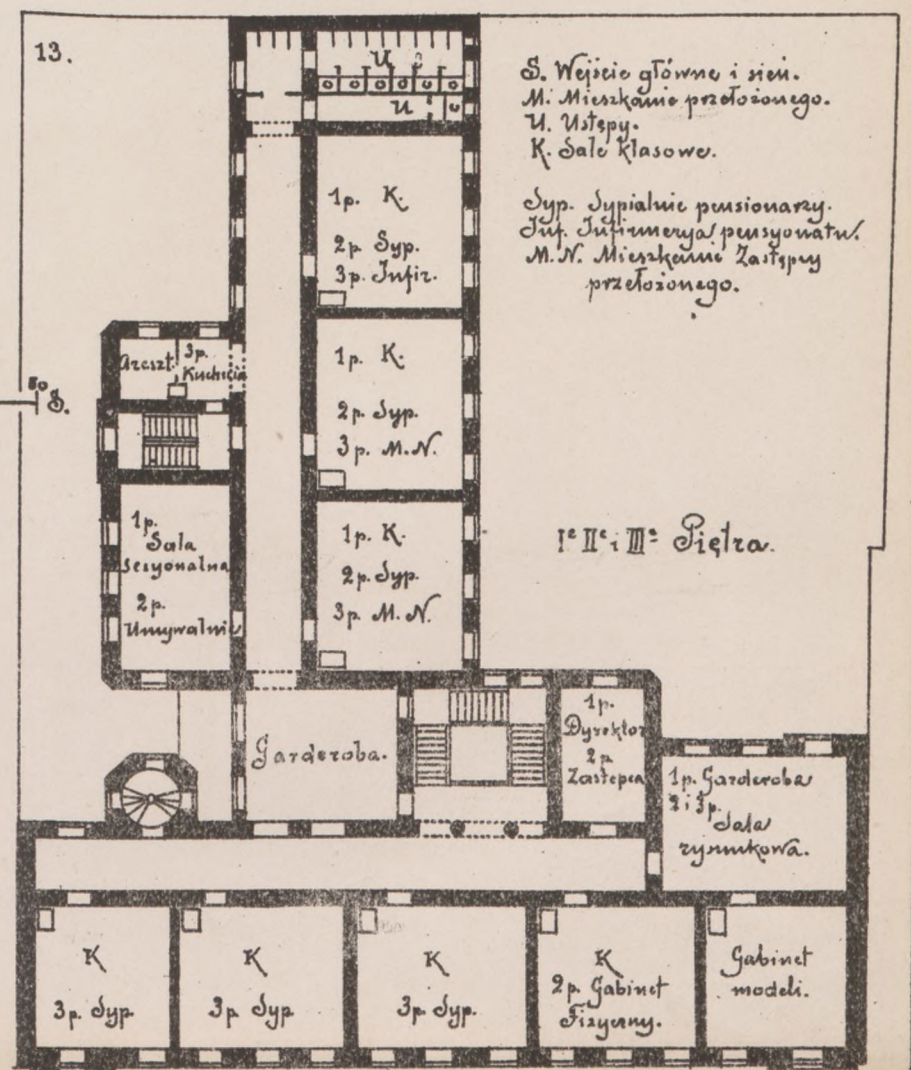 13.
S. Wejście główne i sień.
M. Mieszkanie przełożonego.
U. Ustępy.
K. Sale klasowe.
Syp. Sypialnie pensionarzy.
Inf. Infirmerya pensyonatu.
M.N. Mieszkanie Zastępcy
przełożonego.
U
U
1p. K.
2p. Syp.
3p. Infir.
Areszt
3p.
Kuchnia
S.
1p. K.
2p. Syp.
3p. M.N.
1p.
Sala
sesyonalna
2p.
Umywalnie
1p. K.
2p. Syp.
3p. M.N.
Ie IIe i IIIe Piętra.
Garderoba.
1p.
Dyrektor
2p.
Zastępca
1p. Garderoba
2 i 3p.
Sala
rysunkowa.
K
3p. Syp.
K
3p. Syp
K
3p. Syp.
K
2p. Gabinet
Fizyczny.
Gabinet
modeli.